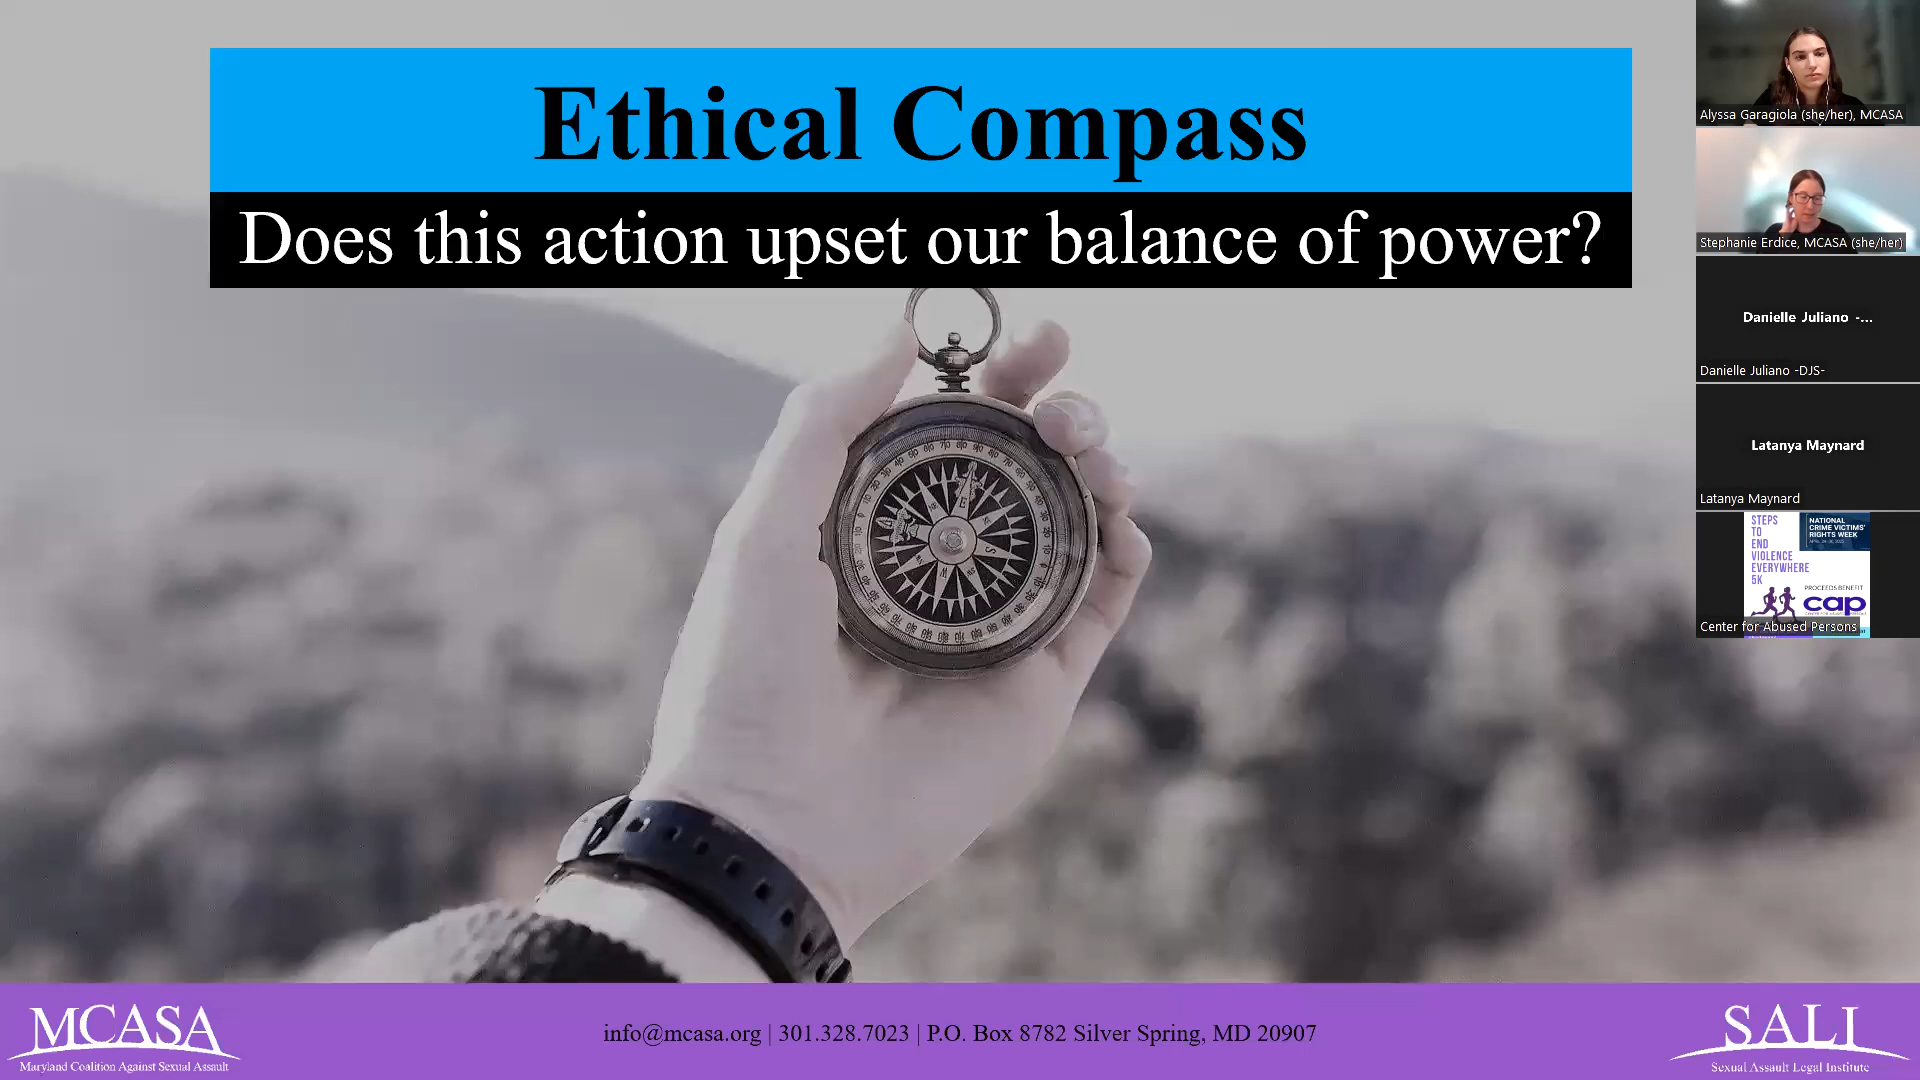 Ethical Compass
Does this action upset our balance of power?
Alyssa Garagiola (she/her), MCASA
Stephanie Erdice, MCASA (she/her)
Danielle Juliano -...
Danielle Juliano -DJS-
Latanya Maynard
Latanya Maynard
STEPS
TO
END
VIOLENCE
EVERYWHERE
5K
NATIONAL
CRIME VICTIMS'
RIGHTS WEEK
PROCEEDS BENEFIT
cap
Center for Abused Persons
E
S
W
MCASA
Maryland Coalition Against Sexual Assault
info@mcasa.org | 301.328.7023 | P.O. Box 8782 Silver Spring, MD 20907
SALI
Sexual Assault Legal Institute